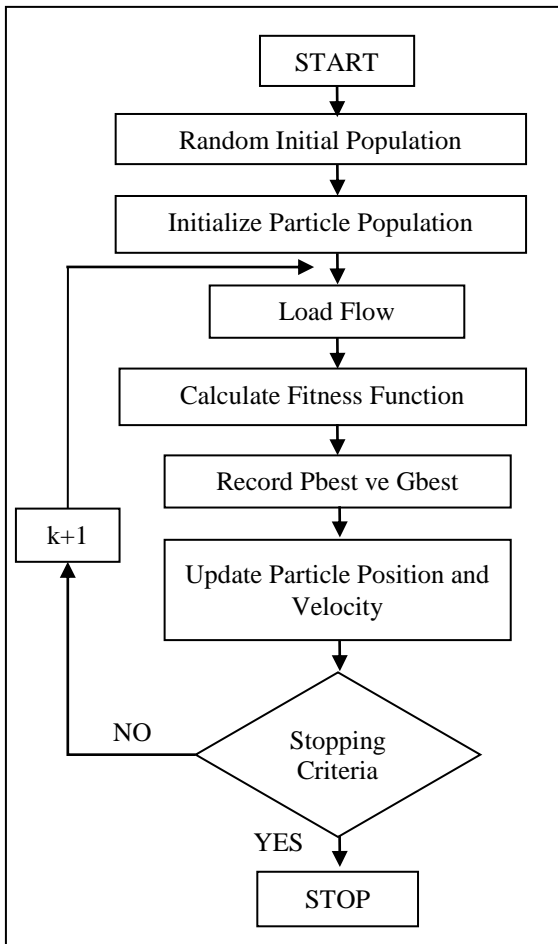 START
Random Initial Population
Initialize Particle Population
Load Flow
Calculate Fitness Function
Record Pbest ve Gbest
k+1
Update Particle Position and
Velocity
NO
Stopping
Criteria
YES
STOP